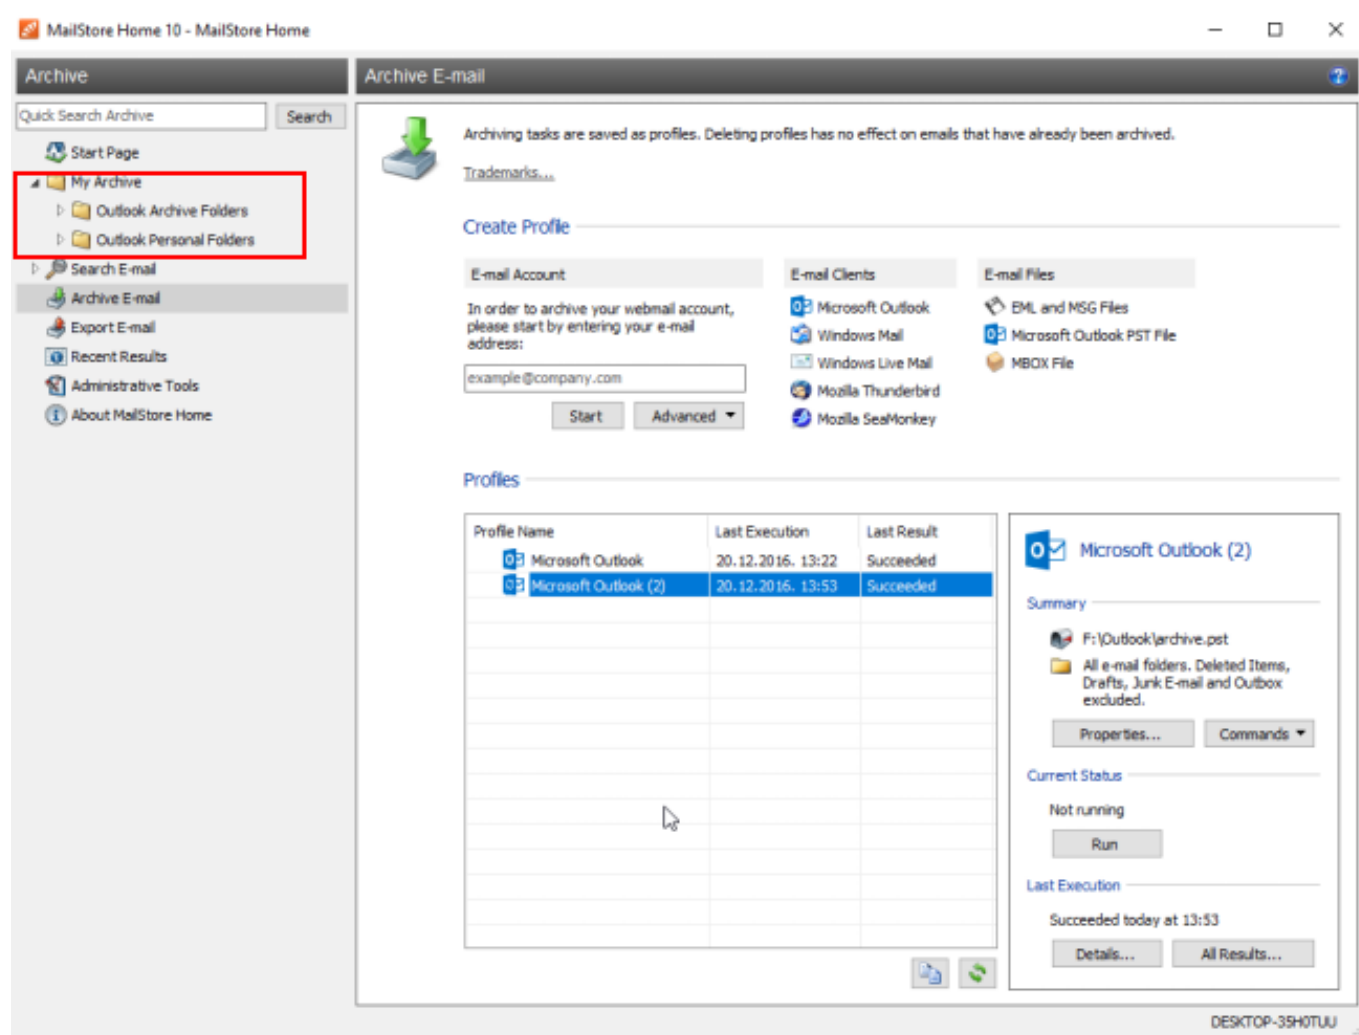 MailStore Home 10 - MailStore Home
Archive
Archive E-mail
Quick Search Archive
Search
Start Page
My Archive
Outlook Archive Folders
Outlook Personal Folders
Search E-mail
Archive E-mail
Export E-mail
Recent Results
Administrative Tools
About MailStore Home
Archiving tasks are saved as profiles. Deleting profiles has no effect on emails that have already been archived.
Trademarks...
Create Profile
E-mail Account
In order to archive your webmail account,
please start by entering your e-mail
address:
example@company.com
Start
Advanced
E-mail Clients
Microsoft Outlook
Windows Mail
Windows Live Mail
Mozilla Thunderbird
Mozilla SeaMonkey
E-mail Files
EML and MSG Files
Microsoft Outlook PST File
MBOX File
Profiles
Profile Name Last Execution Last Result
Microsoft Outlook 20.12.2016. 13:22 Succeeded
Microsoft Outlook (2) 20.12.2016. 13:53 Succeeded
Microsoft Outlook (2)
Summary
F:\Outlook\archive.pst
All e-mail folders. Deleted Items,
Drafts, Junk E-mail and Outbox
excluded.
Properties...
Commands
Current Status
Not running
Run
Last Execution
Succeeded today at 13:53
Details...
All Results...
DESKTOP-35H0TUU